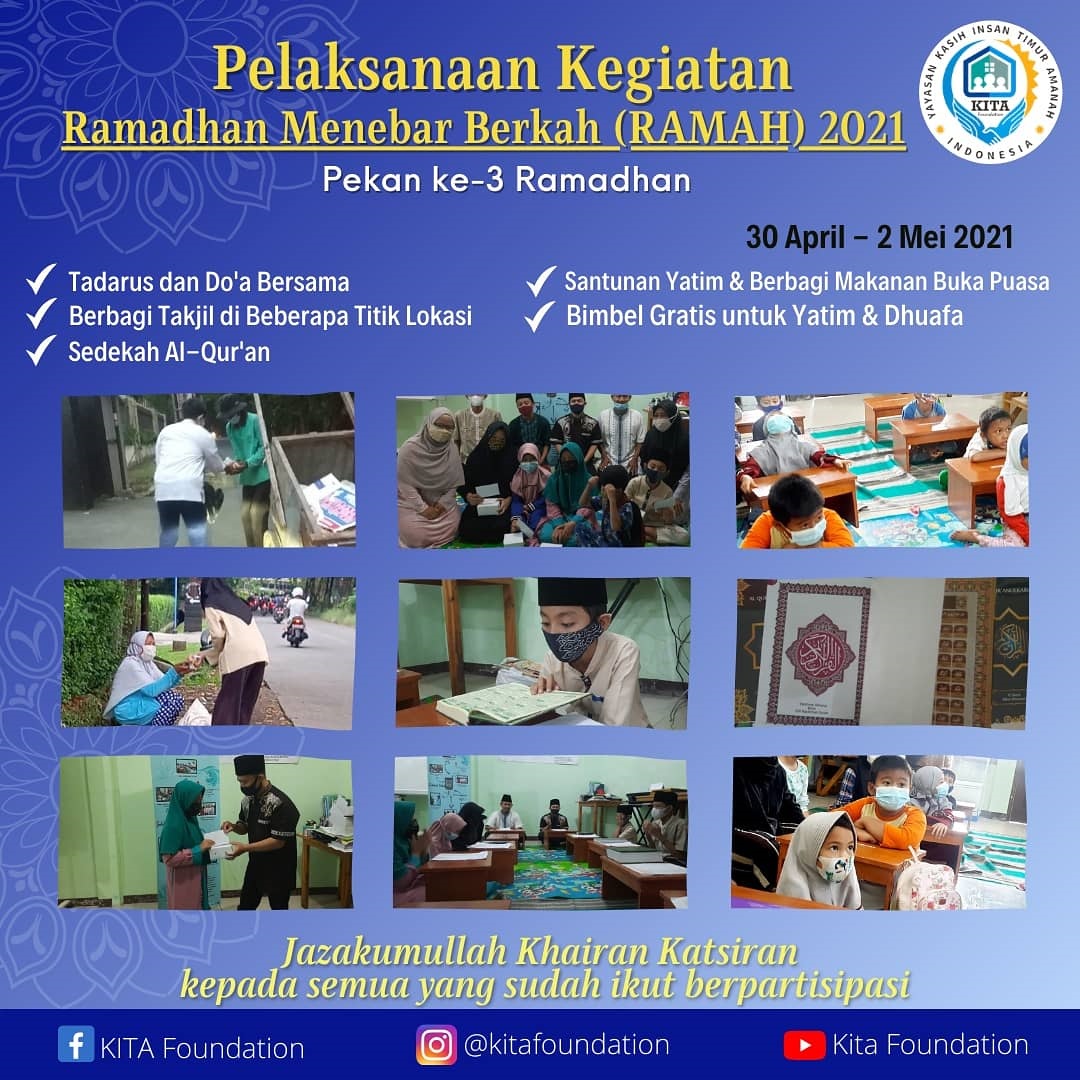 Pelaksanaan Kegiatan
Ramadhan Menebar Berkah (RAMAH) 2021
Pekan ke-3 Ramadhan
YAYASAN KASIH INSAN TIMUR AMANAH
KITA
Foundation
INDONESIA
30 April - 2 Mei 2021
Tadarus dan Do'a Bersama
Berbagi Takjil di Beberapa Titik Lokasi
Sedekah Al-Qur'an
Santunan Yatim & Berbagi Makanan Buka Puasa
Bimbel Gratis untuk Yatim & Dhuafa
Jazakumullah Khairan Katsiran
kepada semua yang sudah ikut berpartisipasi
KITA Foundation
@kitafoundation
Kita Foundation